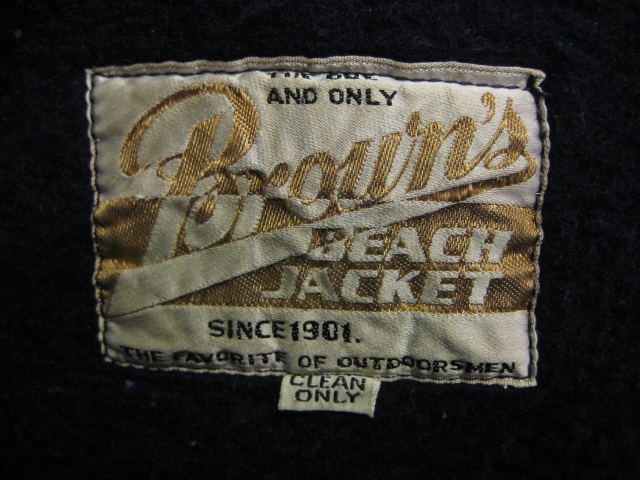 AND ONLY
Brown's
BEACH
JACKET
SINCE 1901.
THE FAVORITE OF OUTDOORSMEN
CLEAN
ONLY